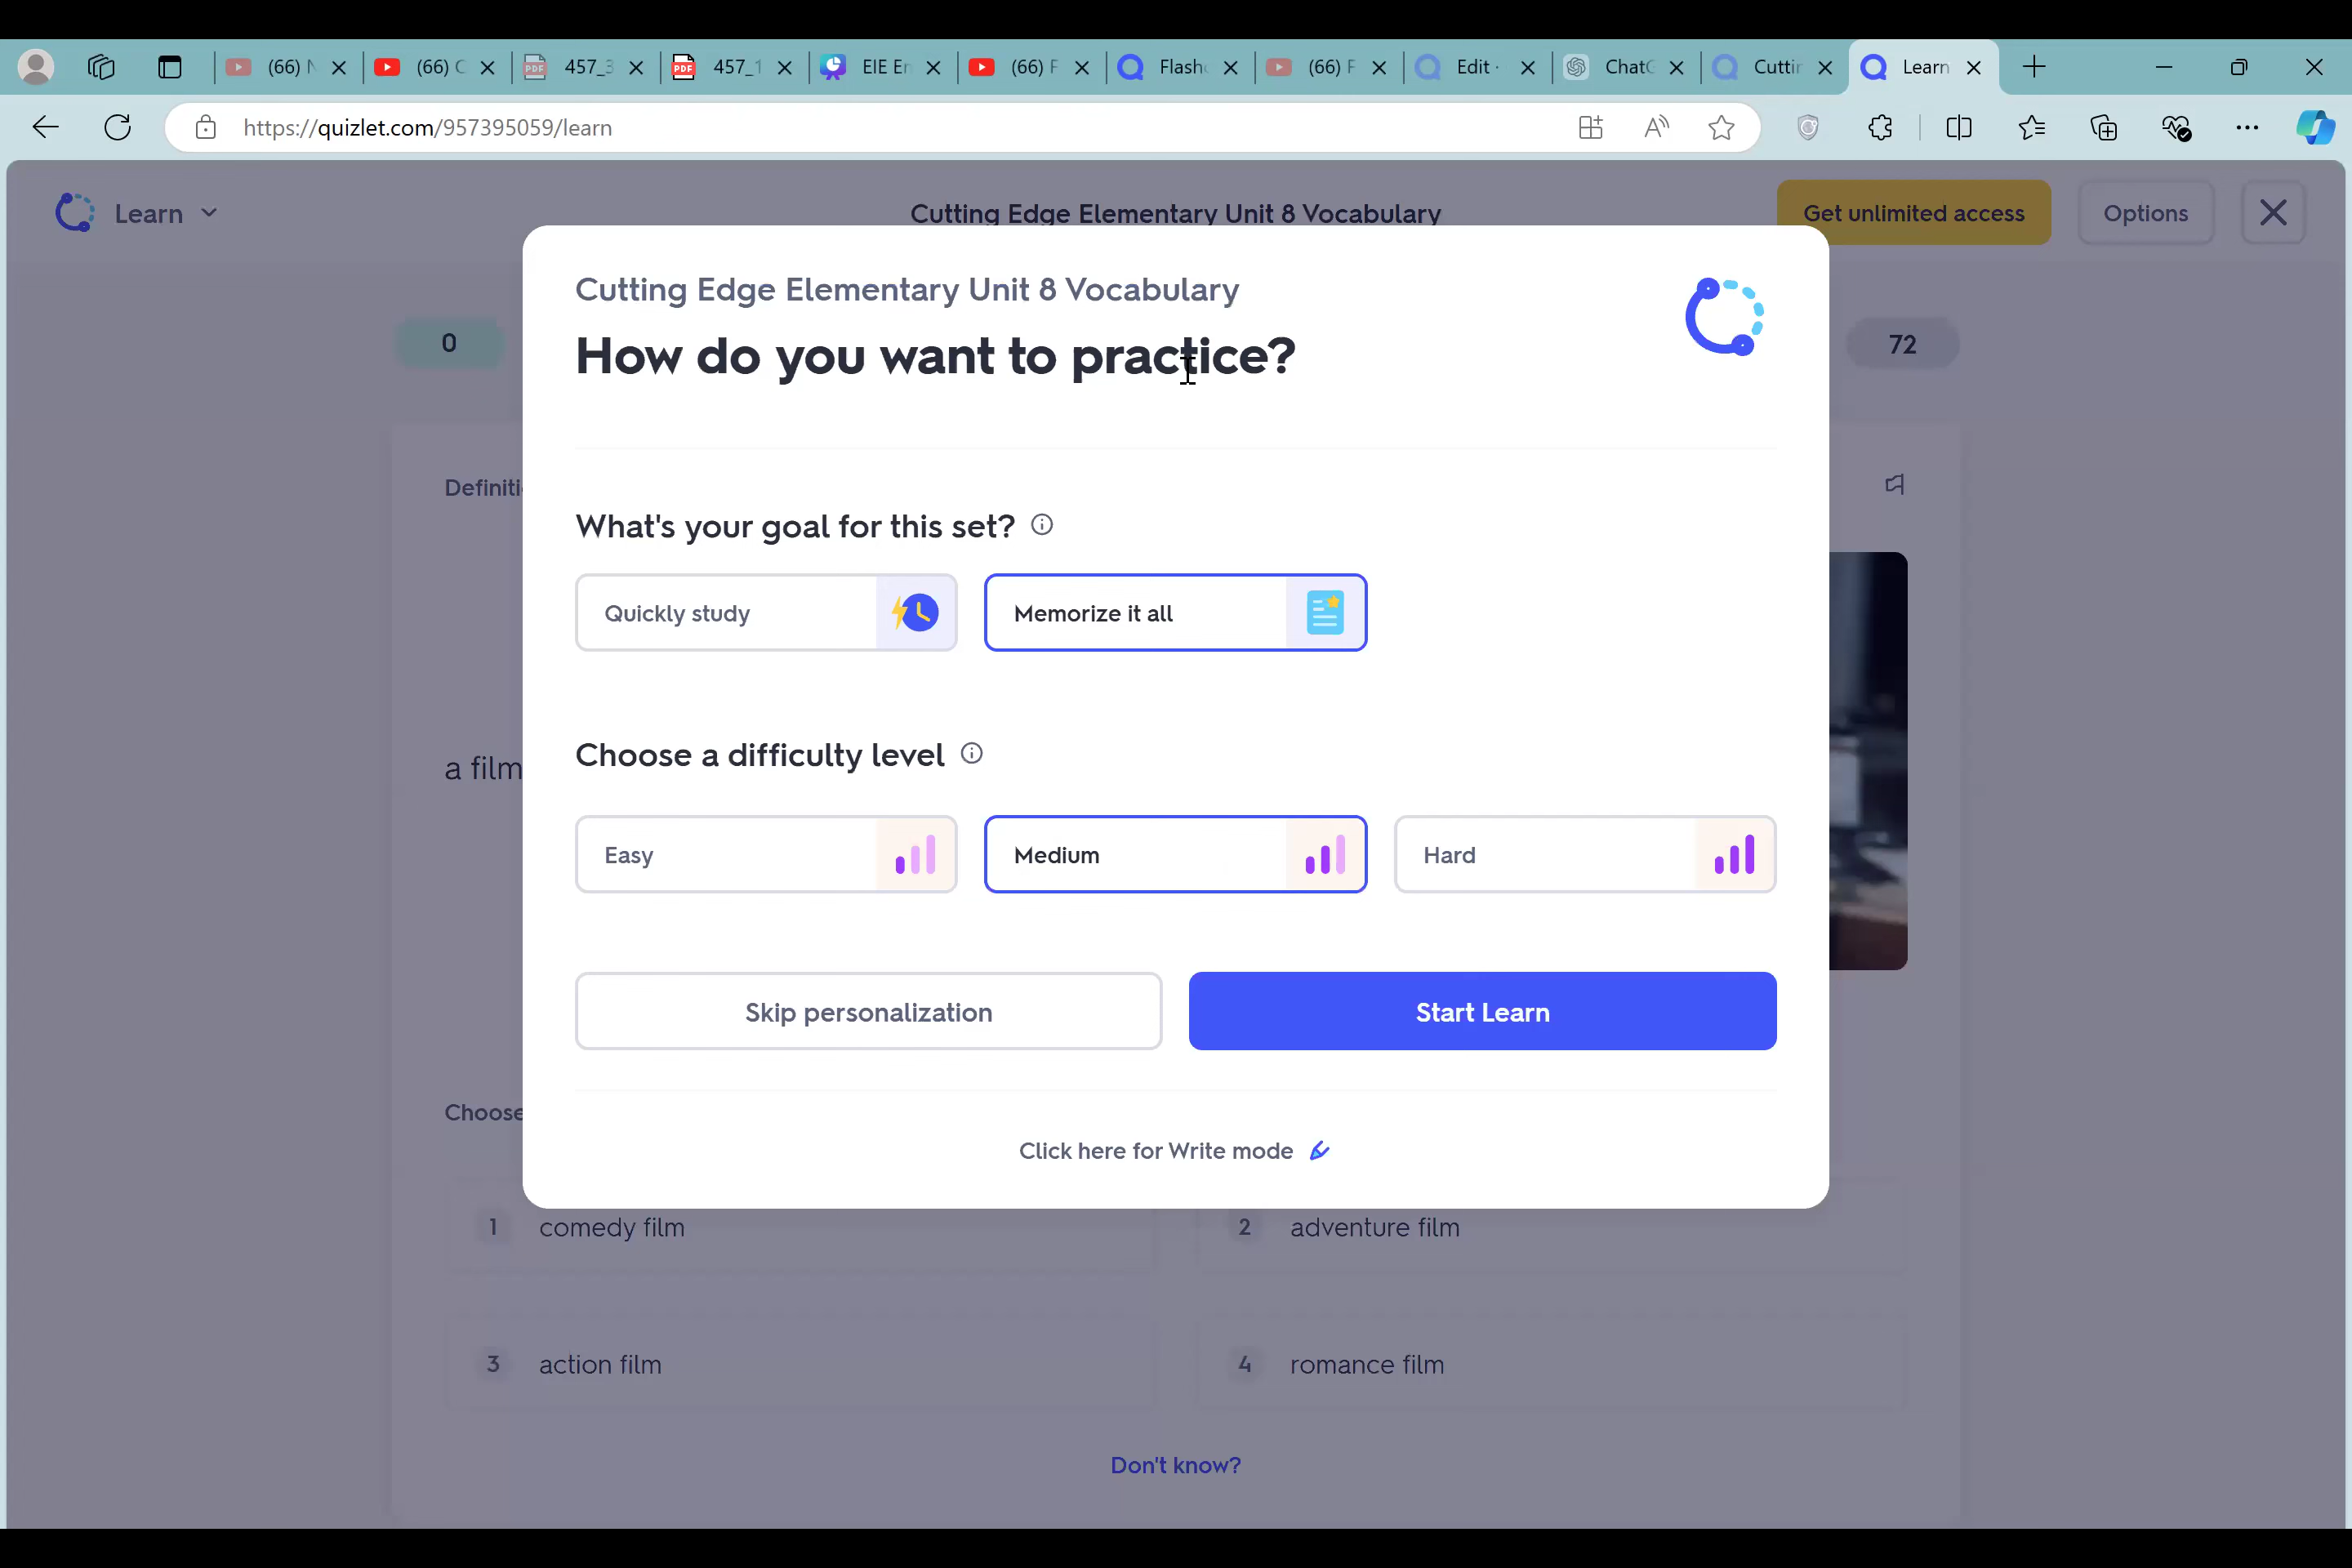 (66) N
(66) C
457_3
457_1
EIE En
(66) F
Flash
(66) F
Edit ·
ChatG
Cuttin
Learn
https://quizlet.com/957395059/learn
Learn
Cutting Edge Elementary Unit 8 Vocabulary
Get unlimited access
Options
Cutting Edge Elementary Unit 8 Vocabulary
How do you want to practice?
0
72
Definiti
What's your goal for this set?
Quickly study
Memorize it all
a film
Choose a difficulty level
Easy
Medium
Hard
Skip personalization
Start Learn
Choose
Click here for Write mode
1 comedy film
2 adventure film
3 action film
4 romance film
Don't know?